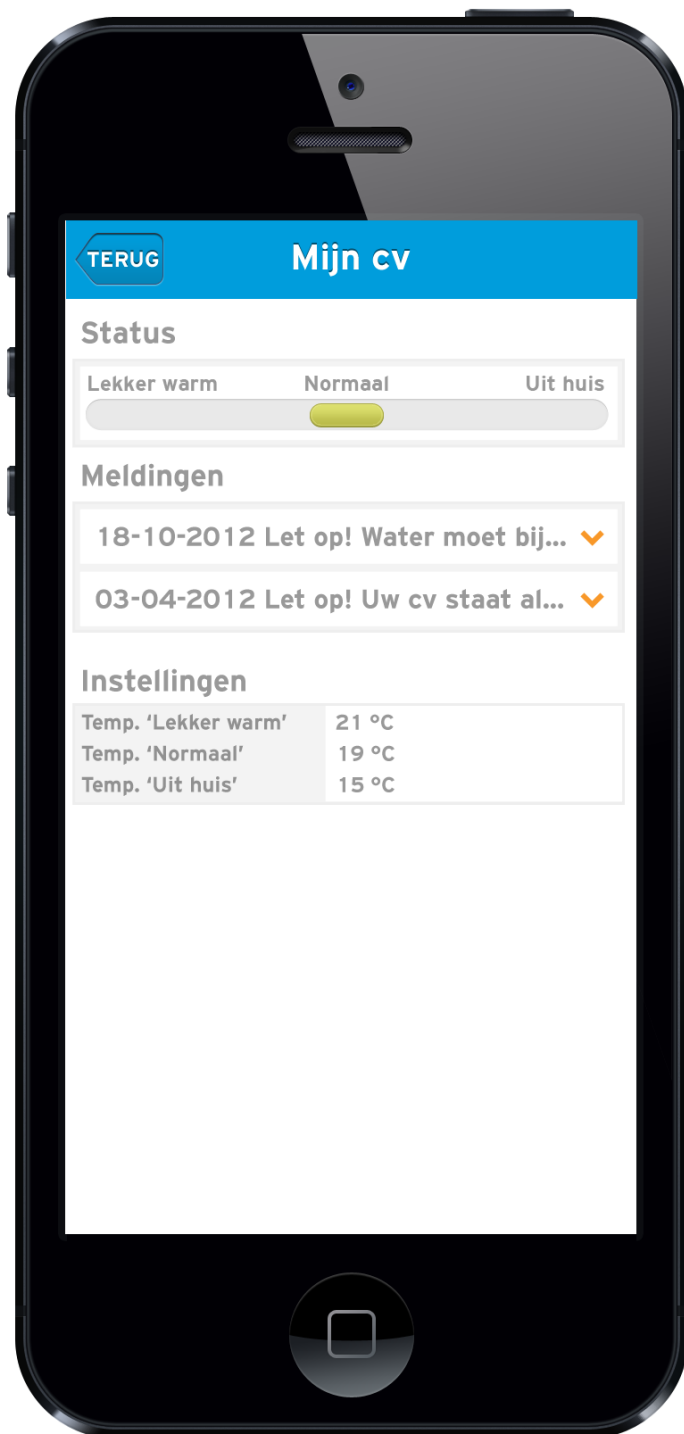 TERUG
Mijn cv
Status
Lekker warm Normaal Uit huis
Meldingen
18-10-2012 Let op! Water moet bij...
03-04-2012 Let op! Uw cv staat al...
Instellingen
Temp. ‘Lekker warm’ 21 °C
Temp. ‘Normaal’ 19 °C
Temp. ‘Uit huis’ 15 °C